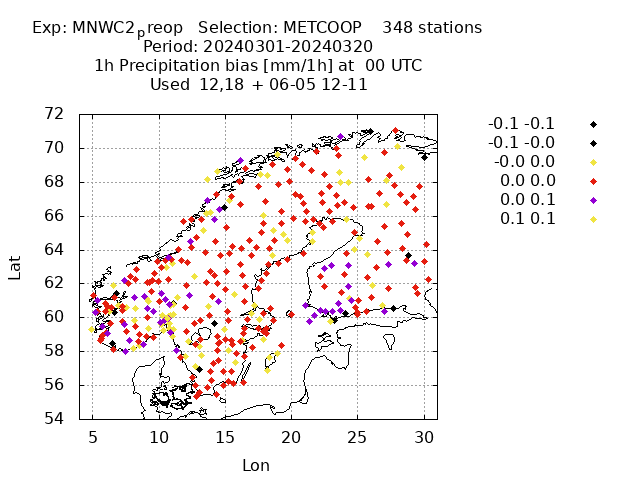 Exp: MNWC2preop Selection: METCOOP 348 stations
Period: 20240301-20240320
1h Precipitation bias [mm/1h] at 00 UTC
Used 12,18 + 06-05 12-11
72
70
68
66
64
62
60
58
56
54
Lat
5 10 15 20 25 30
Lon
-0.1 -0.1
-0.1 -0.0
-0.0 0.0
0.0 0.0
0.0 0.1
0.1 0.1